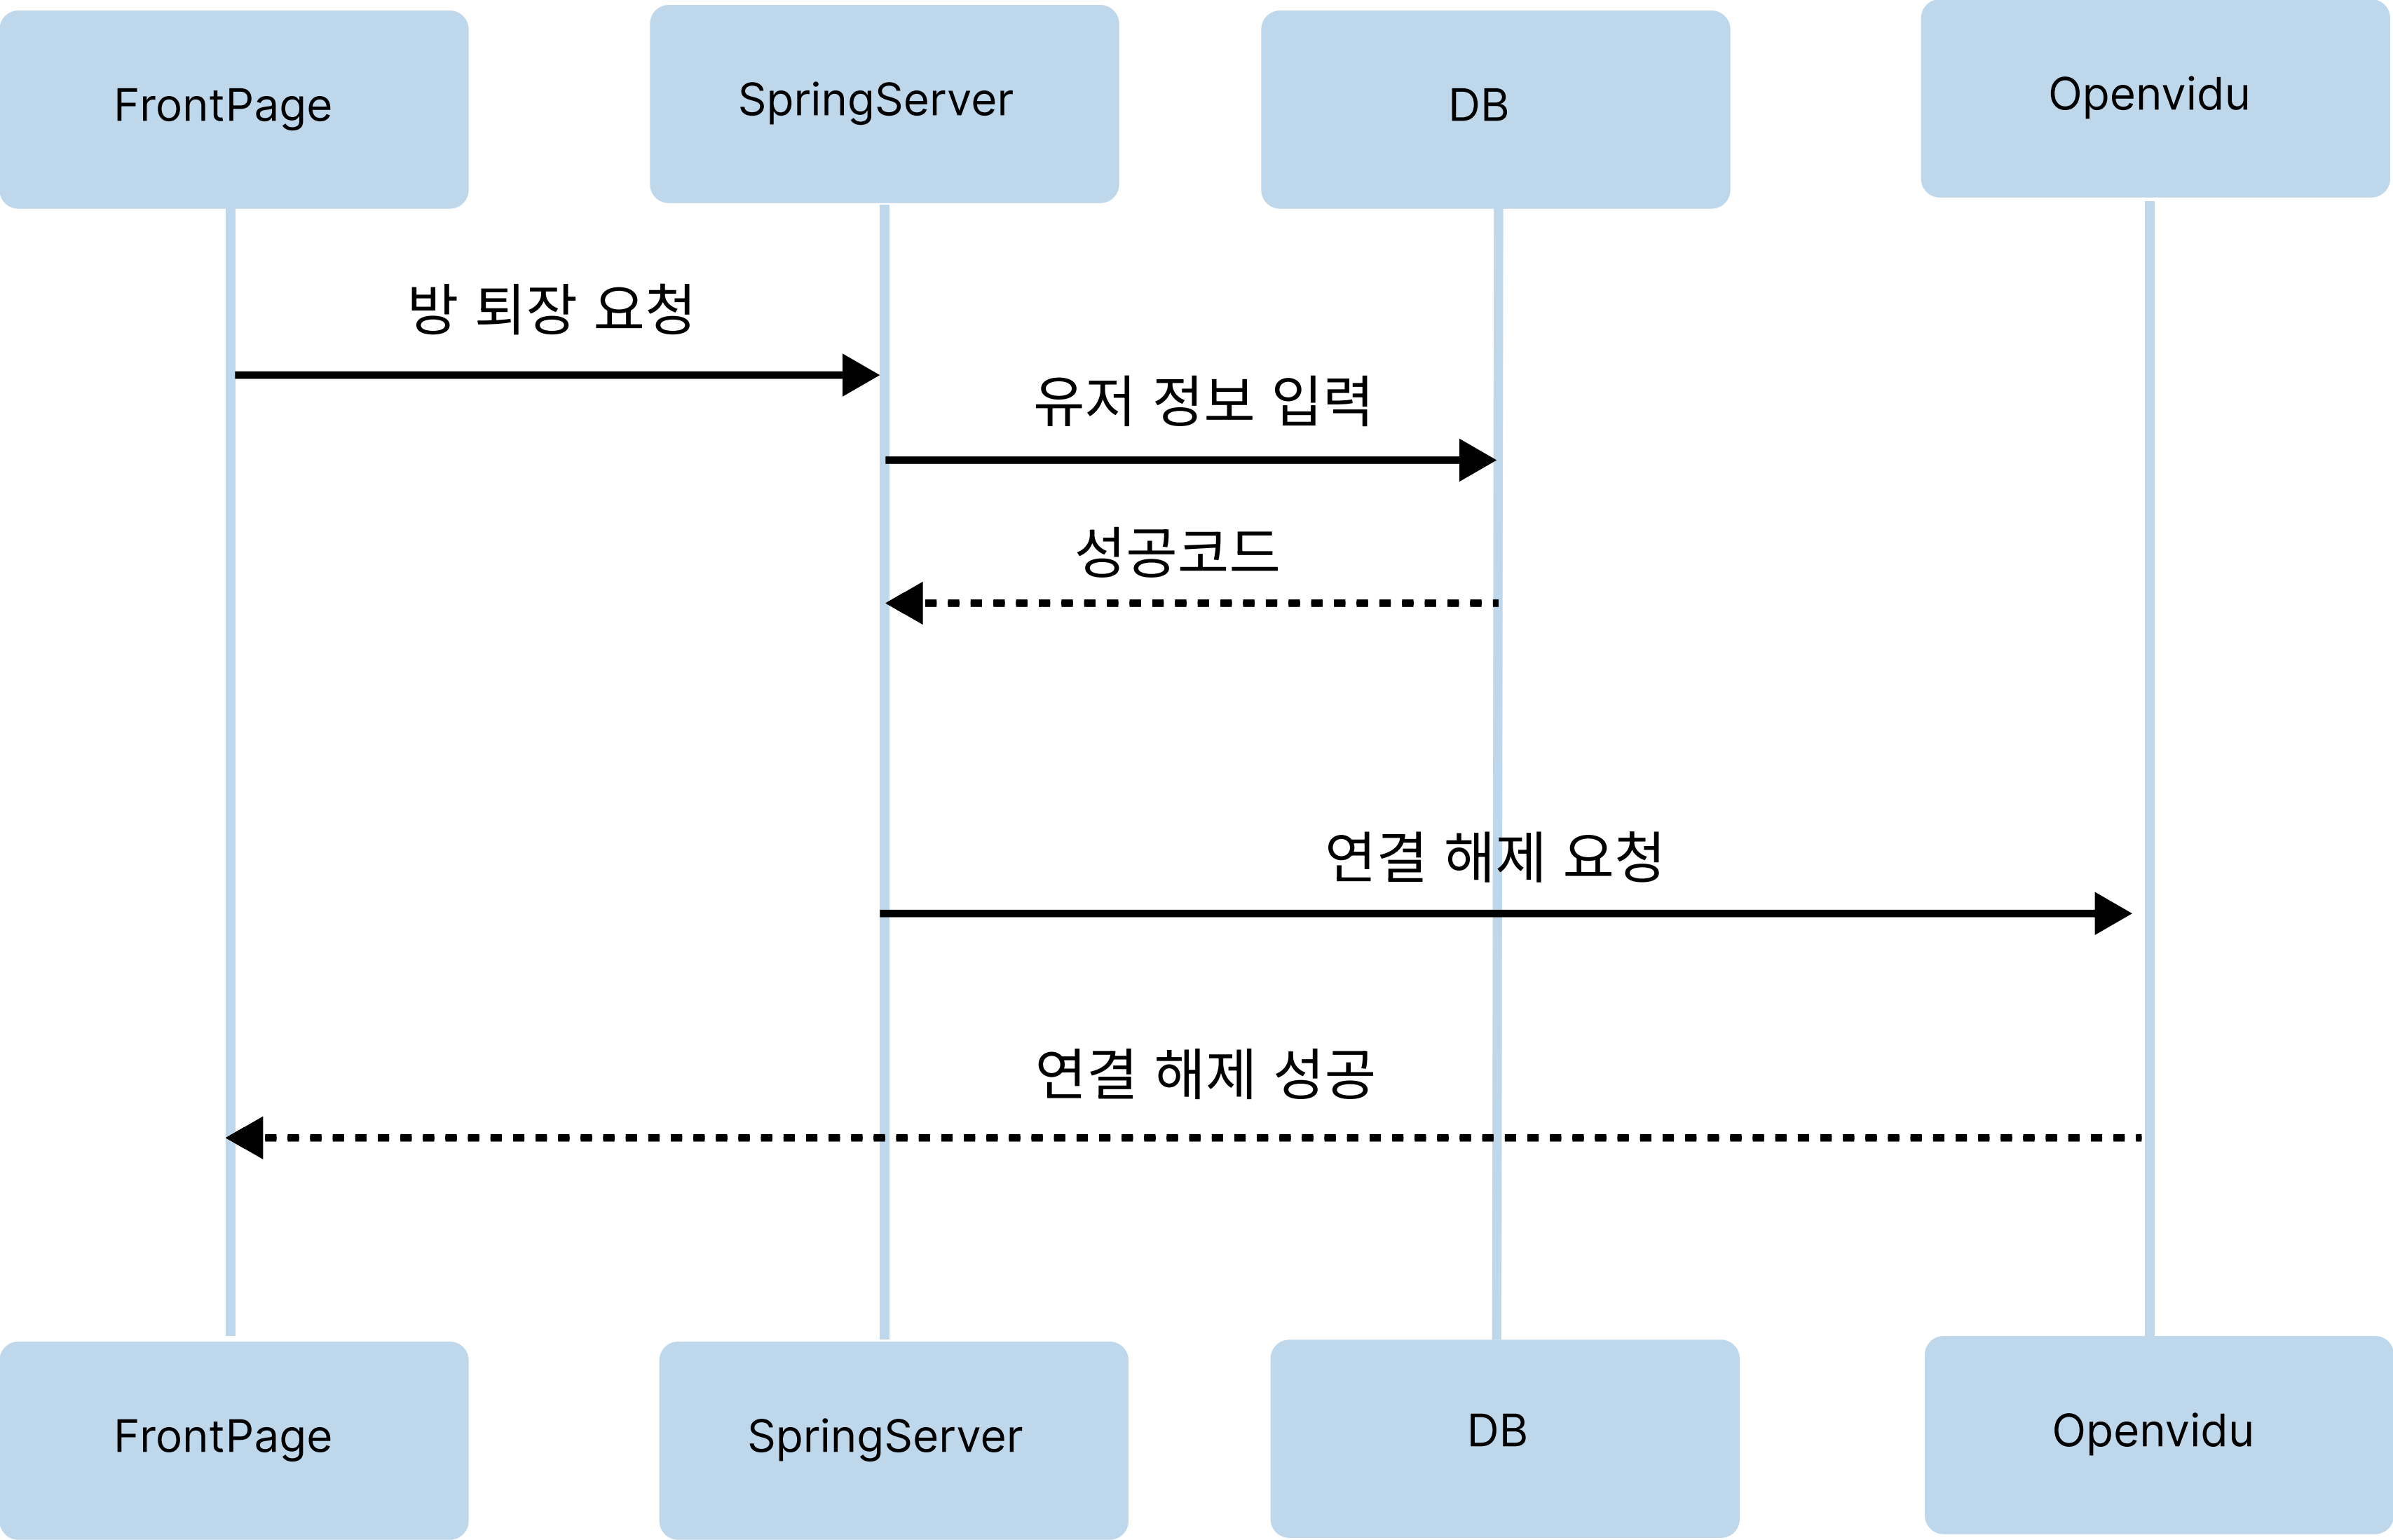 FrontPage
SpringServer
DB
Openvidu
방 퇴장 요청
유저 정보 입력
성공코드
연결 해제 요청
연결 해제 성공
FrontPage
SpringServer
DB
Openvidu